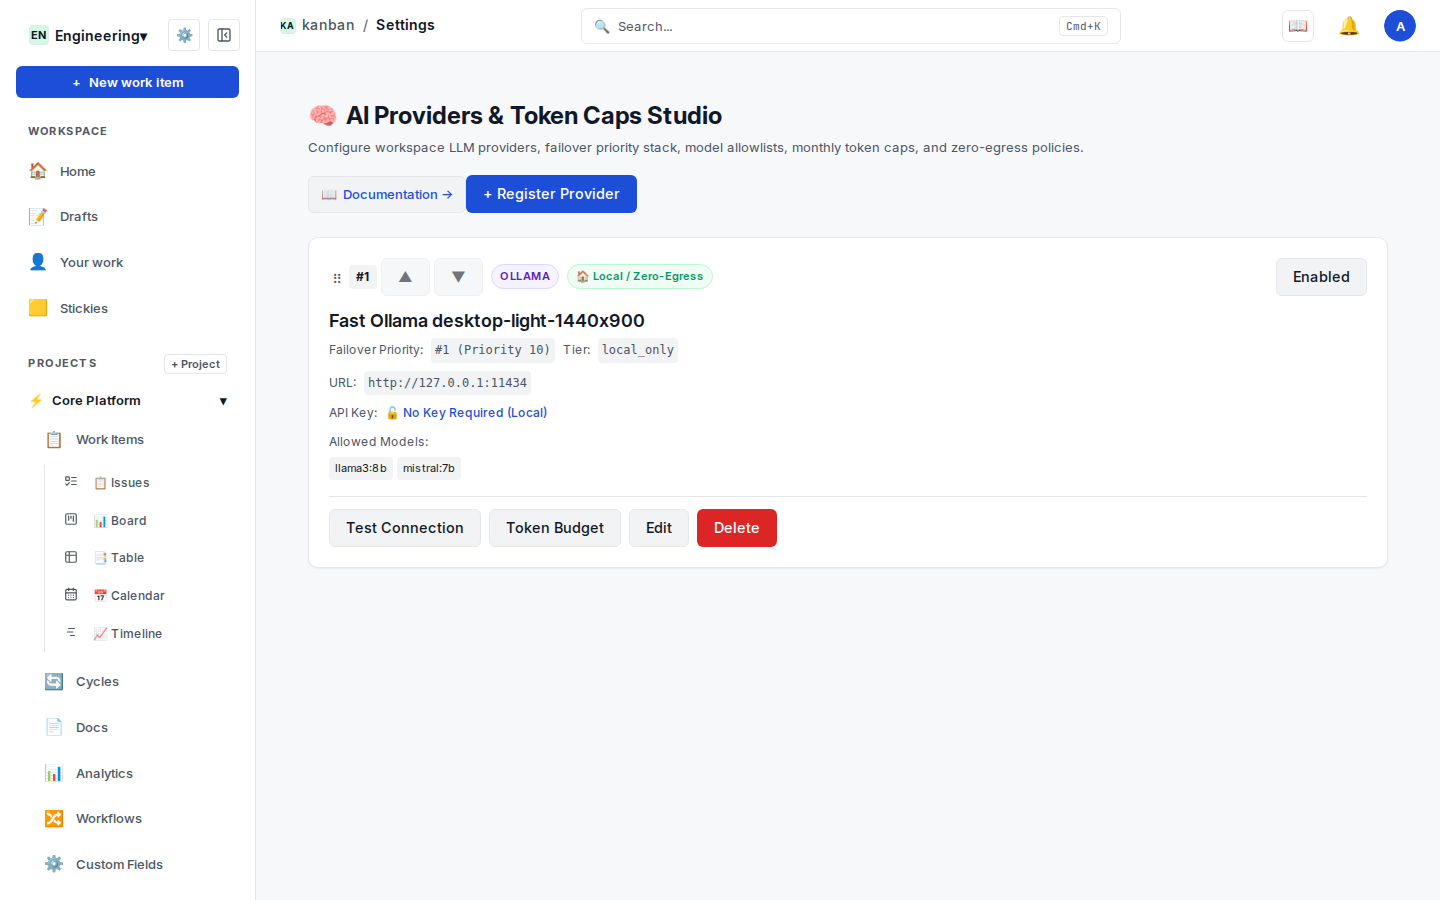 EN Engineering▾
+ New work item
WORKSPACE
Home
Drafts
Your work
Stickies
PROJECTS
+ Project
Core Platform ▾
Work Items
Issues
Board
Table
Calendar
Timeline
Cycles
Docs
Analytics
Workflows
Custom Fields
KA kanban / Settings
Search...
Cmd+K
A
AI Providers & Token Caps Studio
Configure workspace LLM providers, failover priority stack, model allowlists, monthly token caps, and zero-egress policies.
Documentation →
+ Register Provider
#1 ▲ ▼ OLLAMA Local / Zero-Egress
Enabled
Fast Ollama desktop-light-1440x900
Failover Priority: #1 (Priority 10) Tier: local_only
URL: http://127.0.0.1:11434
API Key: No Key Required (Local)
Allowed Models:
llama3:8b mistral:7b
Test Connection Token Budget Edit Delete